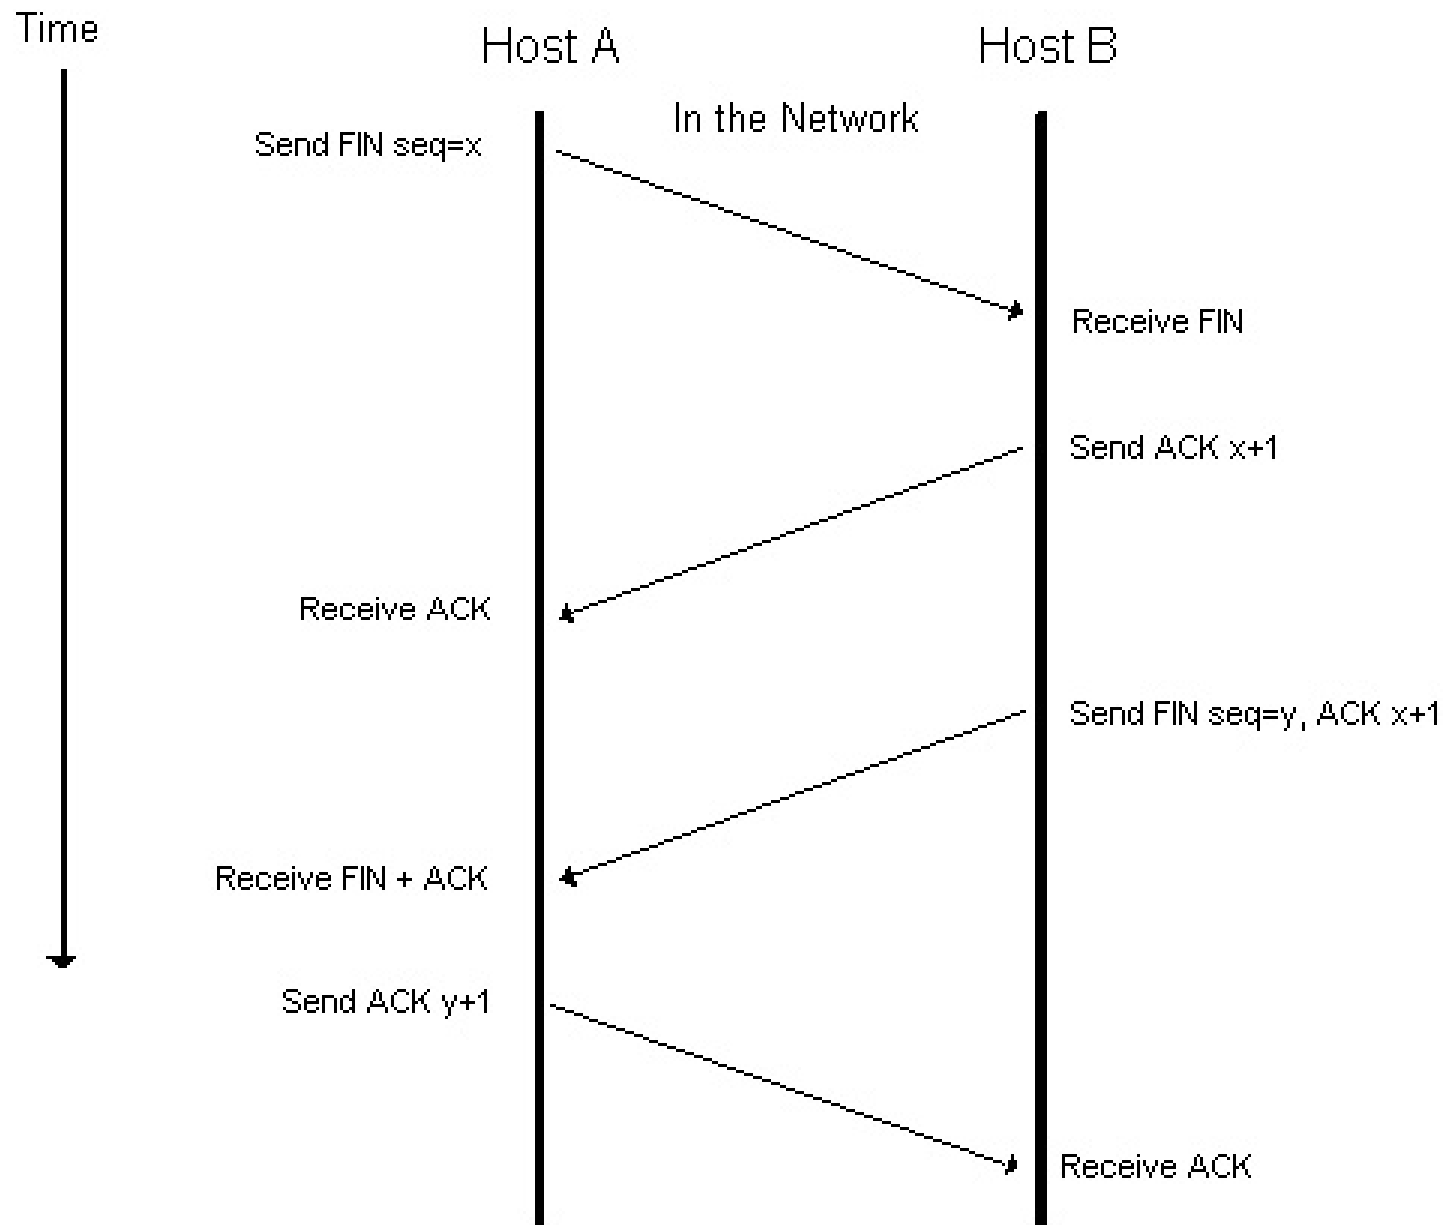 Time
Host A
Host B
In the Network
Send FIN seq=x
Receive FIN
Send ACK x+1
Receive ACK
Send FIN seq=y, ACK x+1
Receive FIN + ACK
Send ACK y+1
Receive ACK